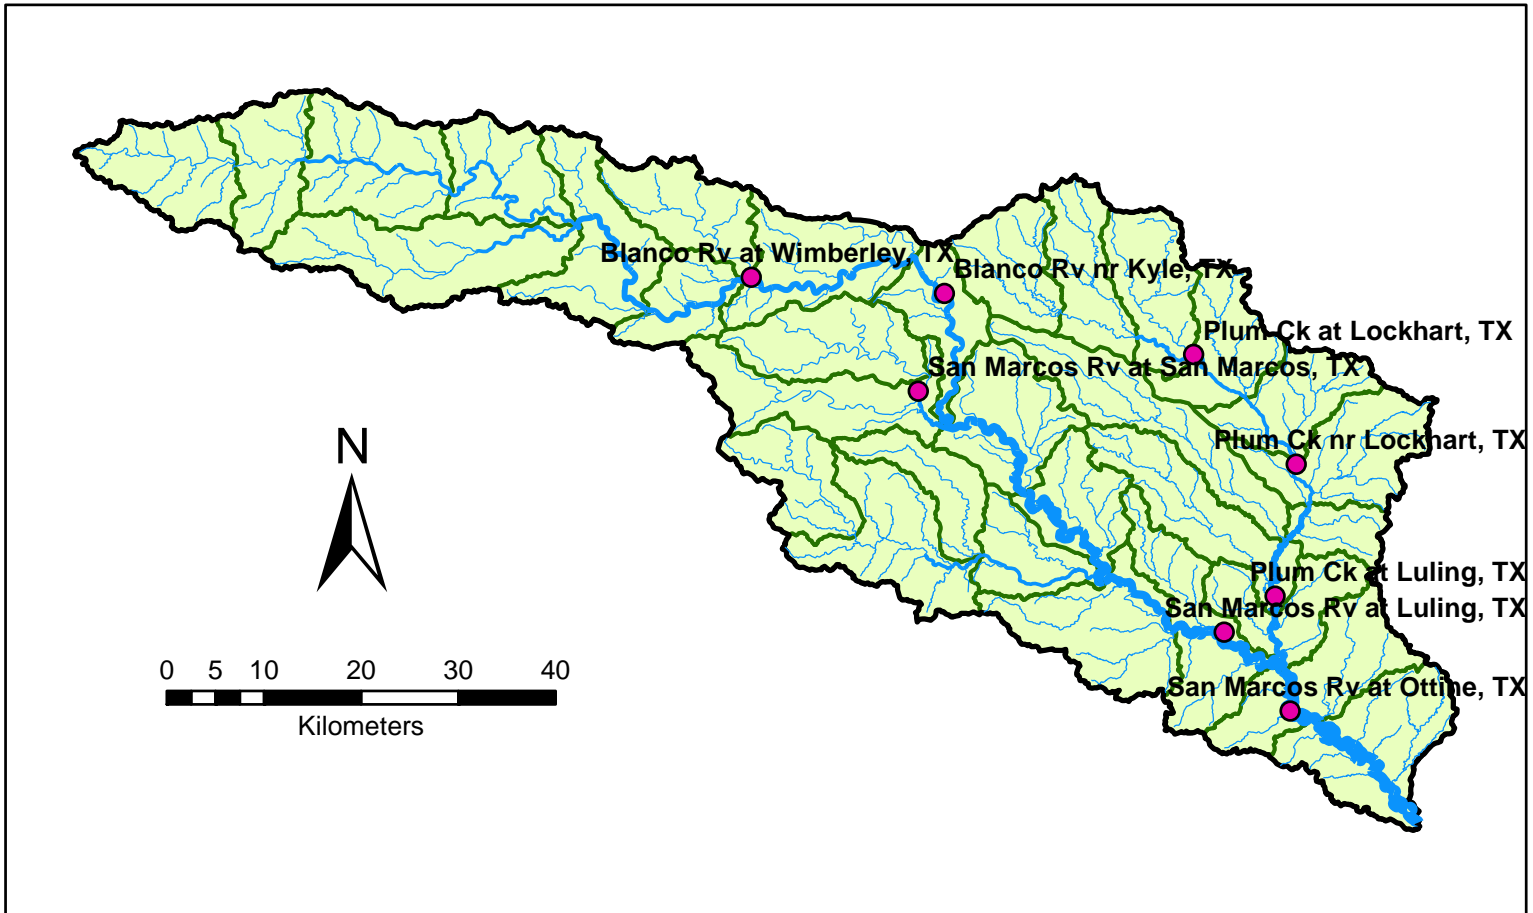 Blanco Rv at Wimberley, TX
Blanco Rv nr Kyle, TX
Plum Ck at Lockhart, TX
San Marcos Rv at San Marcos, TX
Plum Ck nr Lockhart, TX
N
Plum Ck at Luling, TX
San Marcos Rv at Luling, TX
San Marcos Rv at Ottine, TX
0 5 10 20 30 40
Kilometers